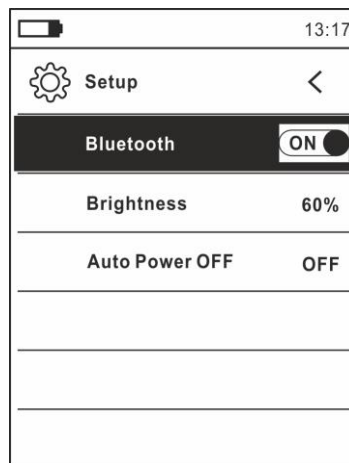 13:17
Setup <
Bluetooth ON
Brightness 60%
Auto Power OFF OFF